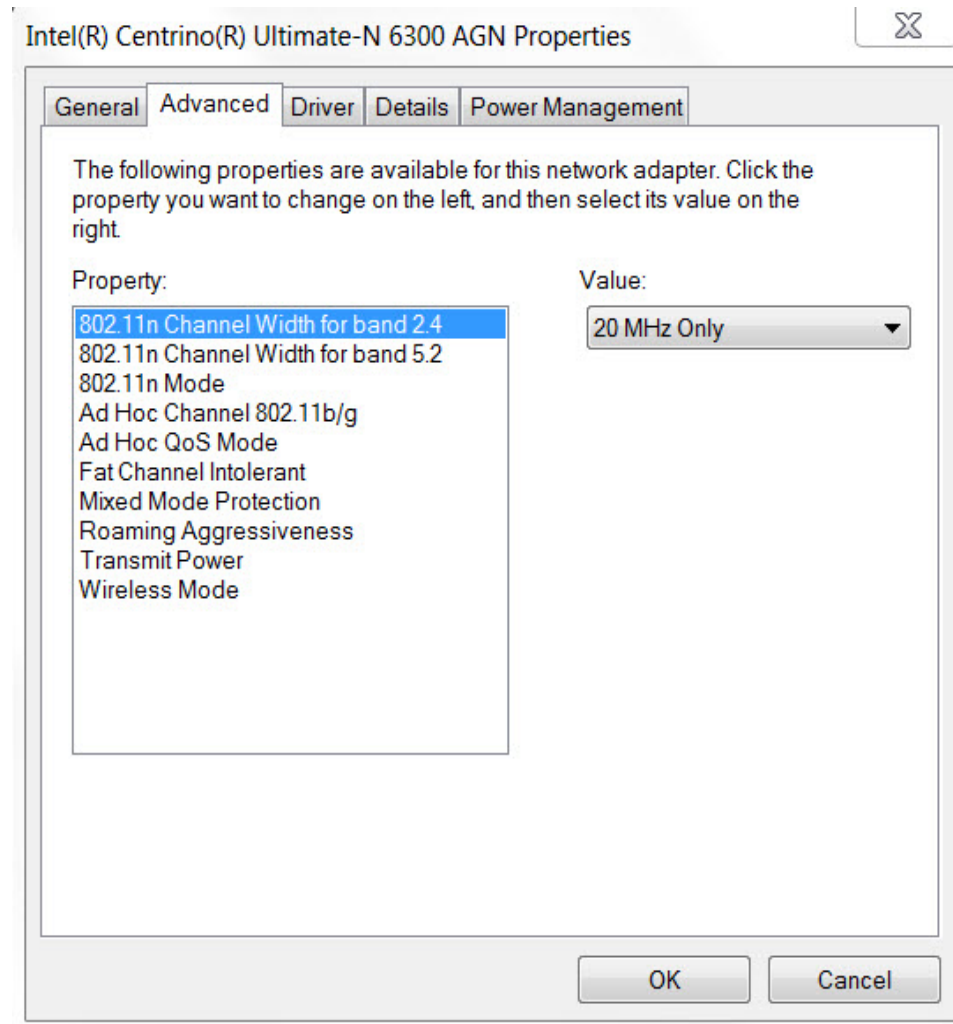 Intel(R) Centrino(R) Ultimate-N 6300 AGN Properties
General Advanced Driver Details Power Management
The following properties are available for this network adapter. Click the
property you want to change on the left, and then select its value on the
right.
Property:
Value:
802.11n Channel Width for band 2.4
20 MHz Only
802.11n Channel Width for band 5.2
802.11n Mode
Ad Hoc Channel 802.11b/g
Ad Hoc QoS Mode
Fat Channel Intolerant
Mixed Mode Protection
Roaming Aggressiveness
Transmit Power
Wireless Mode
OK
Cancel